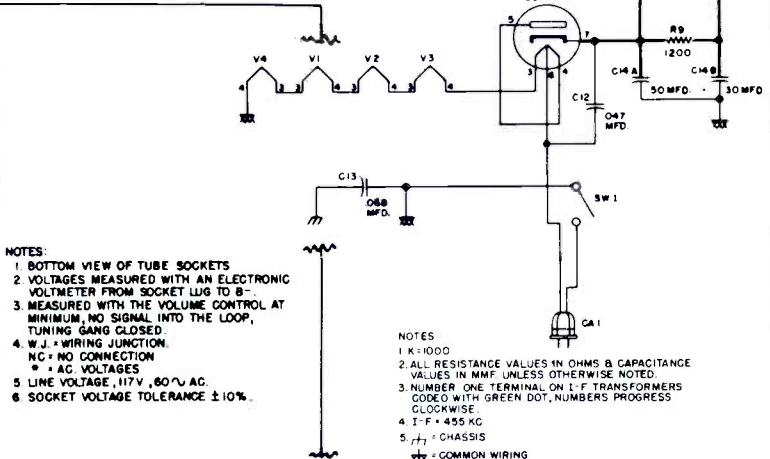 5
7
R9
1200
V4
V1
V2
V3
3
4
C14A
C14B
4
3
3
4
3
4
3
4
50 MFD.
30 MFD
C12
.047
MFD.
C13
.068
MFD.
SW 1
CA 1
NOTES:
1. BOTTOM VIEW OF TUBE SOCKETS
2. VOLTAGES MEASURED WITH AN ELECTRONIC
VOLTMETER FROM SOCKET LUG TO B-.
3. MEASURED WITH THE VOLUME CONTROL AT
MINIMUM, NO SIGNAL INTO THE LOOP,
TUNING GANG CLOSED.
4. W.J. = WIRING JUNCTION.
NC = NO CONNECTION
* = AC. VOLTAGES
5. LINE VOLTAGE, 117V, 60∿ AC.
6. SOCKET VOLTAGE TOLERANCE ±10%.
NOTES
1 K=1000
2. ALL RESISTANCE VALUES IN OHMS & CAPACITANCE
VALUES IN MMF. UNLESS OTHERWISE NOTED.
3. NUMBER ONE TERMINAL ON I-F TRANSFORMERS
CODED WITH GREEN DOT, NUMBERS PROGRESS
CLOCKWISE.
4. I-F = 455 KC
5. = CHASSIS
= COMMON WIRING